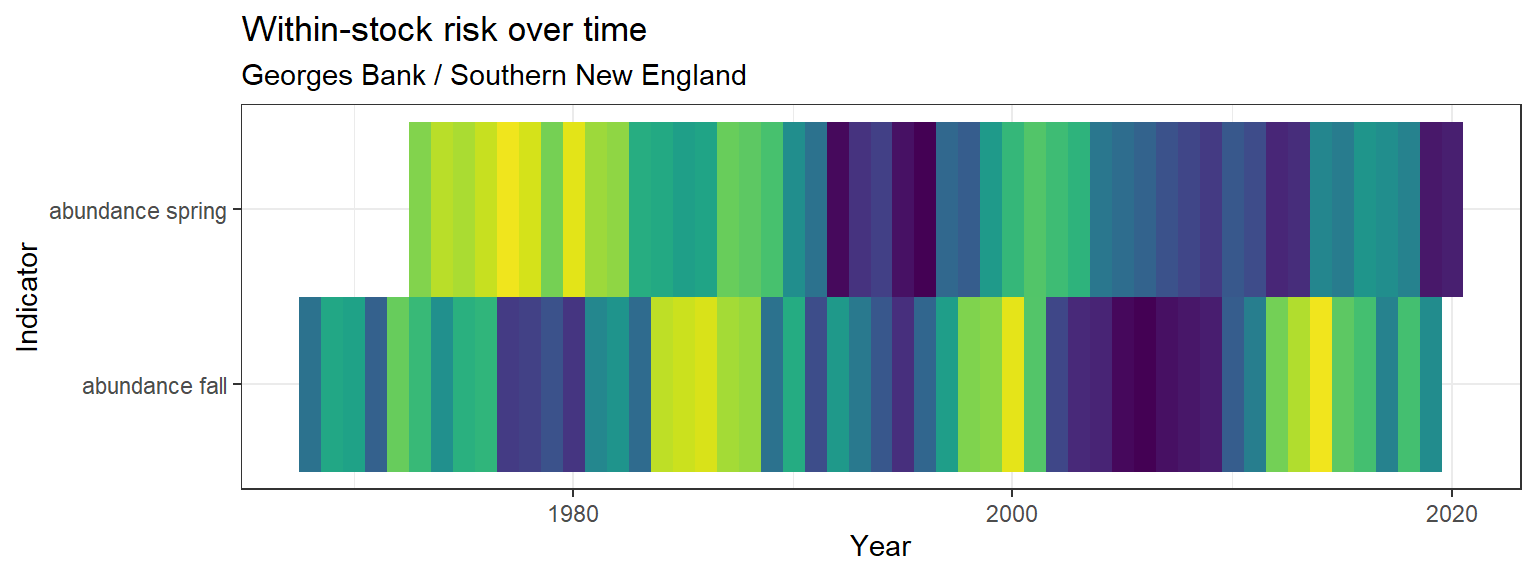 Within-stock risk over time
Georges Bank / Southern New England
Indicator
abundance spring
abundance fall
1980
2000
2020
Year